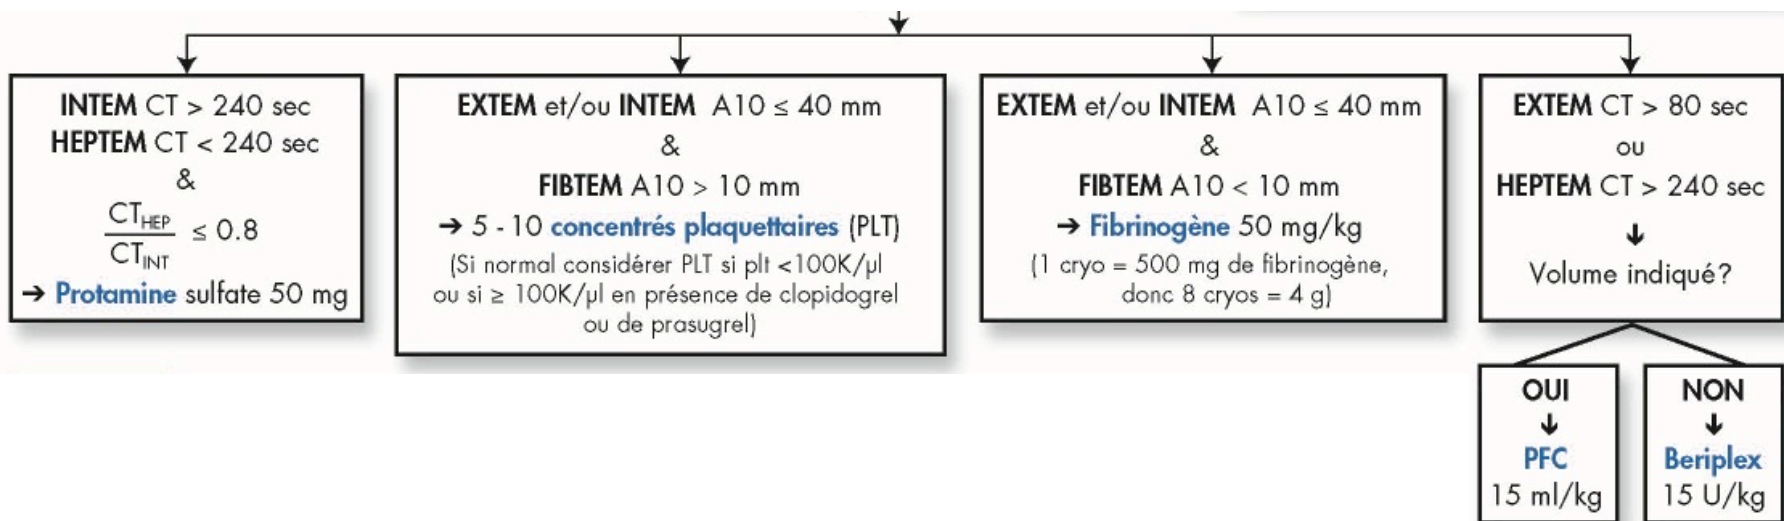 INTEM CT > 240 sec
HEPTEM CT < 240 sec
&
CT_HEP
CT_INT
≤ 0.8
→ Protamine sulfate 50 mg
EXTEM et/ou INTEM A10 ≤ 40 mm
&
FIBTEM A10 > 10 mm
→ 5 - 10 concentrés plaquettaires (PLT)
(Si normal considérer PLT si plt <100K/µl
ou si ≥ 100K/µl en présence de clopidogrel
ou de prasugrel)
EXTEM et/ou INTEM A10 ≤ 40 mm
&
FIBTEM A10 < 10 mm
→ Fibrinogène 50 mg/kg
(1 cryo = 500 mg de fibrinogène,
donc 8 cryos = 4 g)
EXTEM CT > 80 sec
ou
HEPTEM CT > 240 sec
↓
Volume indiqué?
OUI
↓
PFC
15 ml/kg
NON
↓
Beriplex
15 U/kg